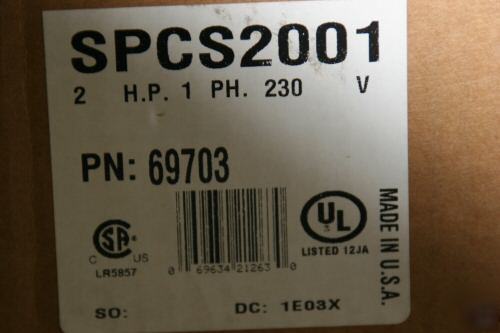 SPCS2001
2 H.P. 1 PH. 230 V
PN: 69703
SA
C US
LR5857
0 69634 21263 0
UL
LISTED 12JA
MADE IN U.S.A.
SO: DC: 1E03X